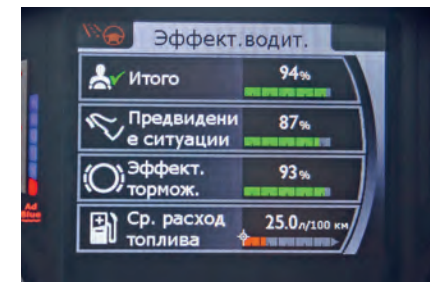 Эффект.водит.
Итого
94%
Предвидени
е ситуации
87%
Эффект.
тормож.
93%
Ср. расход
топлива
25.0л/100 км
Ad
Blue